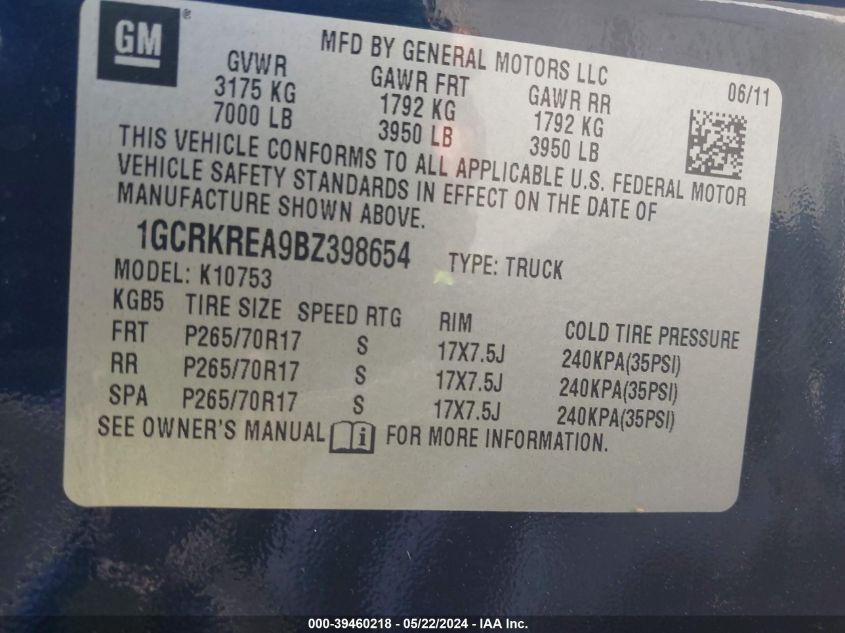 GM ®
MFD BY GENERAL MOTORS LLC
06/11
GVWR GAWR FRT GAWR RR
3175 KG 1792 KG 1792 KG
7000 LB 3950 LB 3950 LB
THIS VEHICLE CONFORMS TO ALL APPLICABLE U.S. FEDERAL MOTOR
VEHICLE SAFETY STANDARDS IN EFFECT ON THE DATE OF
MANUFACTURE SHOWN ABOVE.
1GCRKREA9BZ398654 TYPE: TRUCK
MODEL: K10753
KGB5 TIRE SIZE SPEED RTG RIM COLD TIRE PRESSURE
FRT P265/70R17 S 17X7.5J 240KPA(35PSI)
RR P265/70R17 S 17X7.5J 240KPA(35PSI)
SPA P265/70R17 S 17X7.5J 240KPA(35PSI)
SEE OWNER'S MANUAL i FOR MORE INFORMATION.
000-39460218 - 05/22/2024 - IAA Inc.